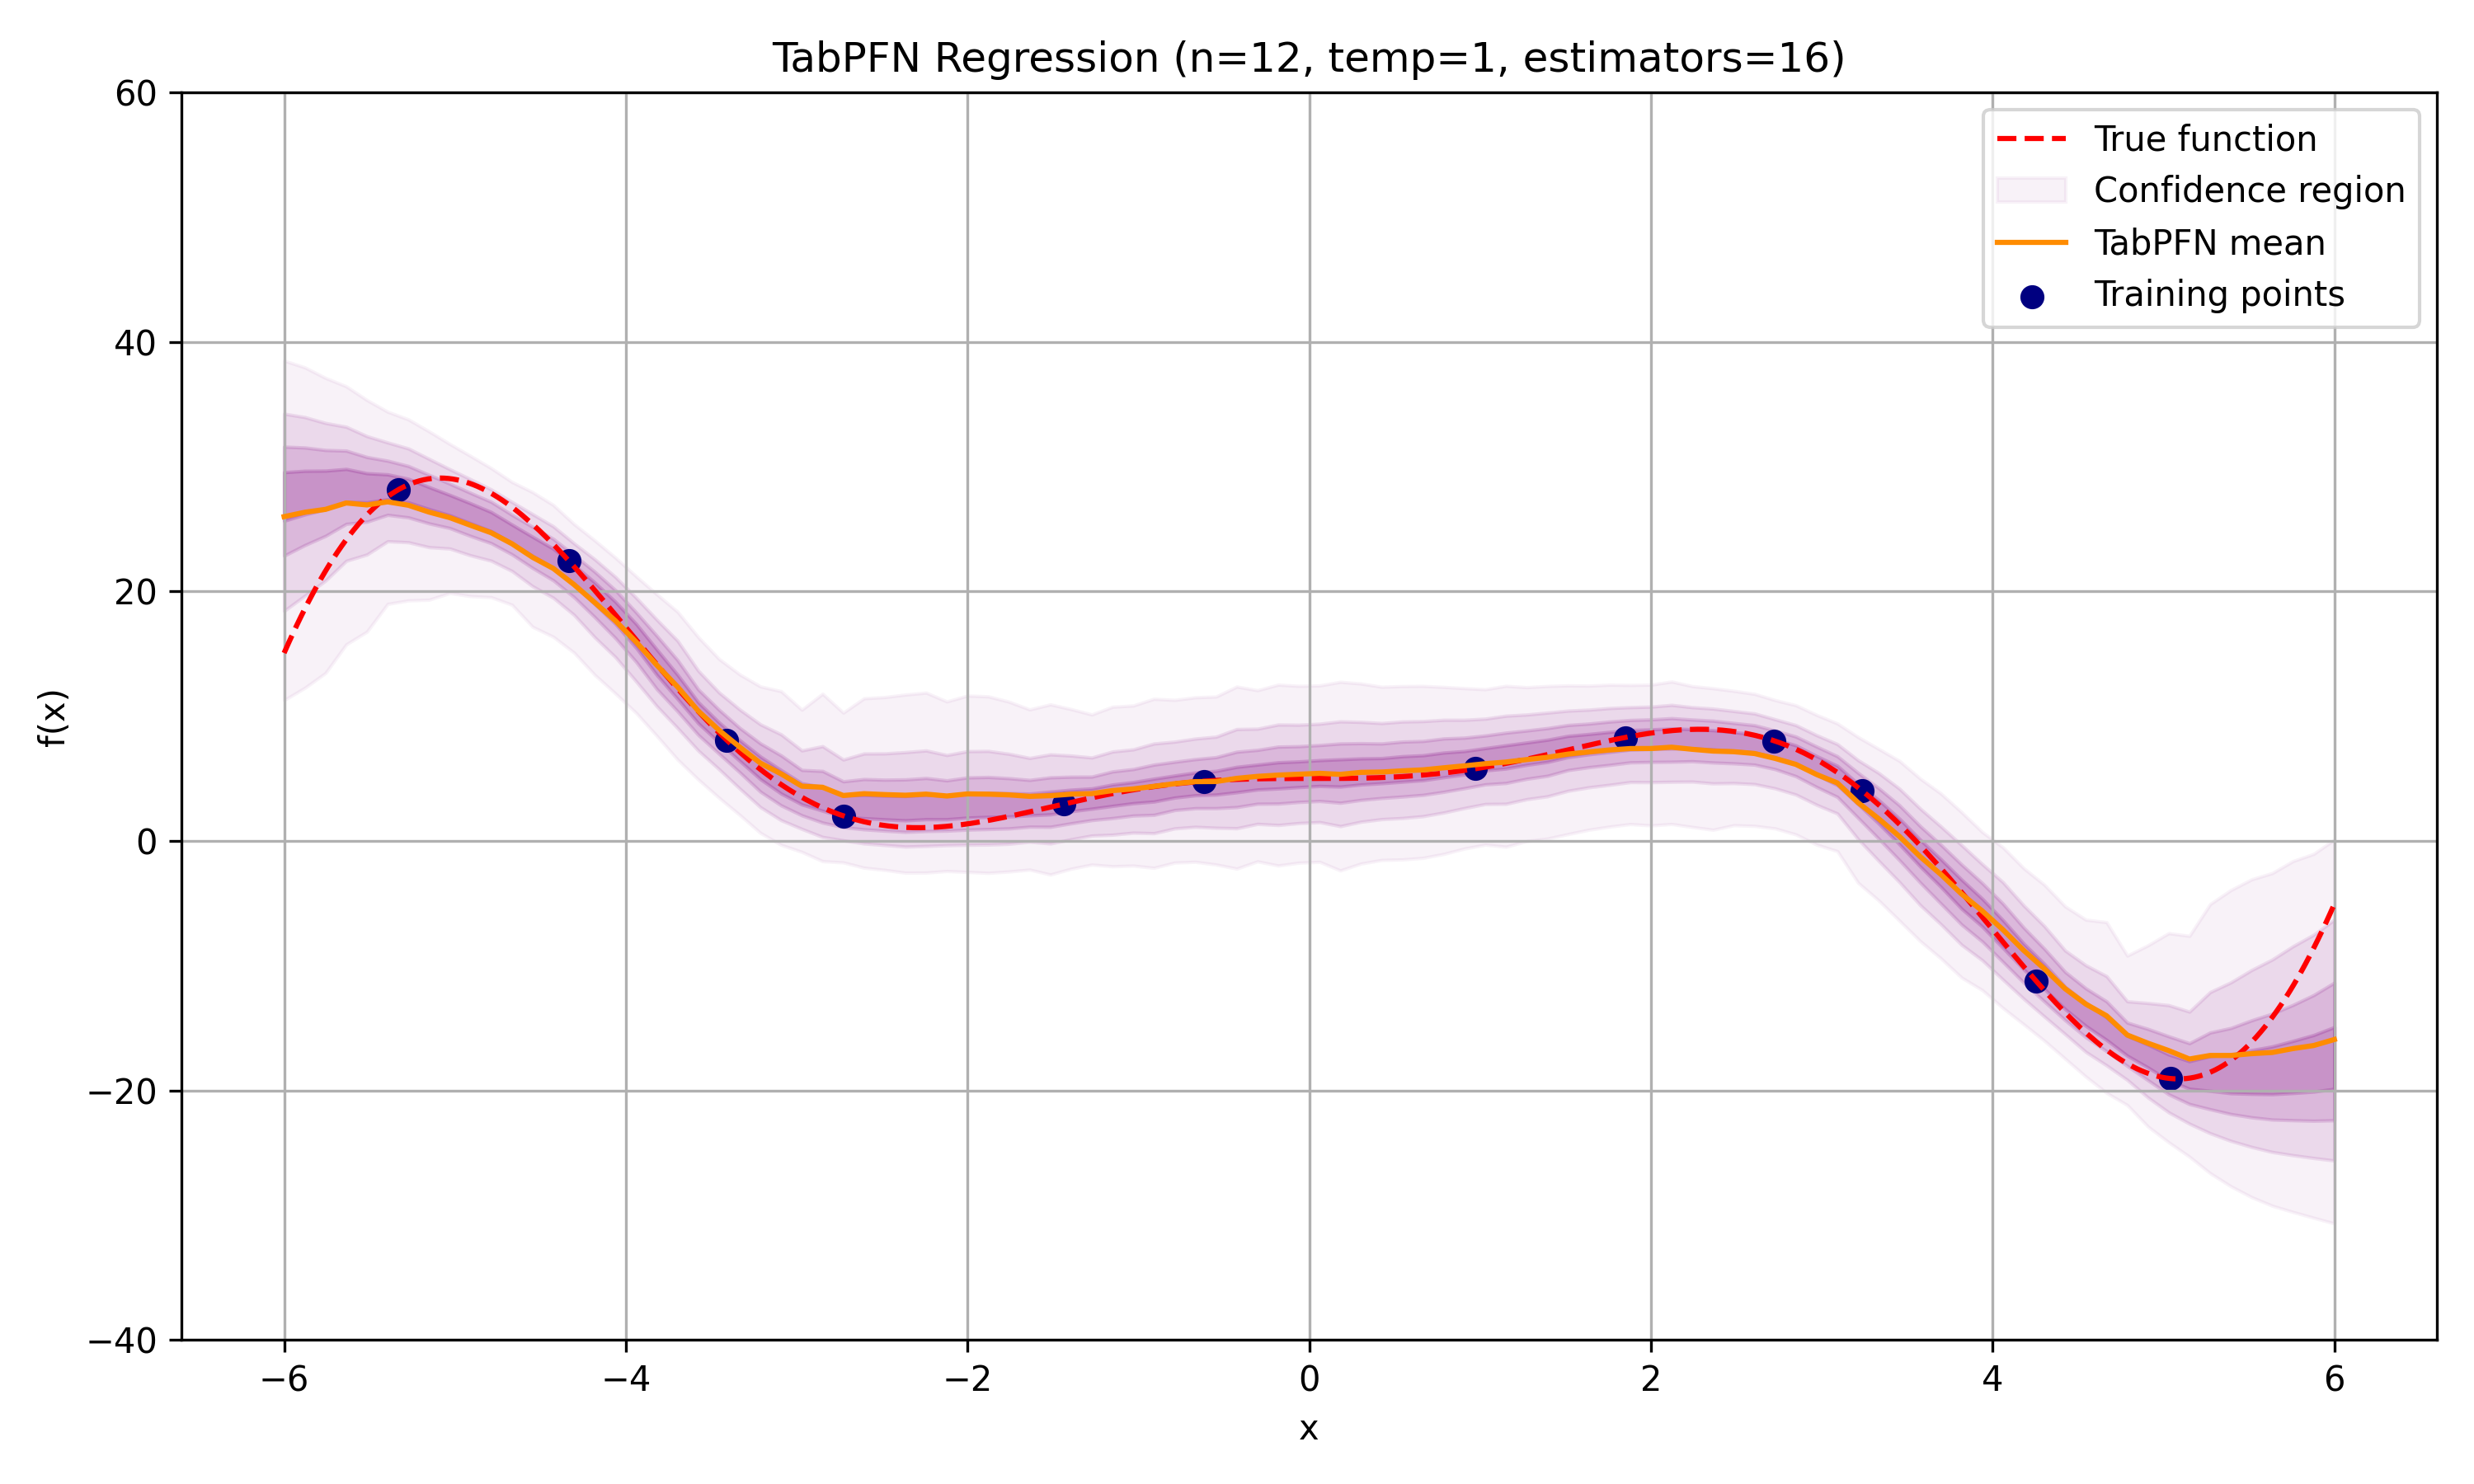 TabPFN Regression (n=12, temp=1, estimators=16)
True function
Confidence region
TabPFN mean
Training points
60
40
20
0
−20
−40
f(x)
−6 −4 −2 0 2 4 6
x